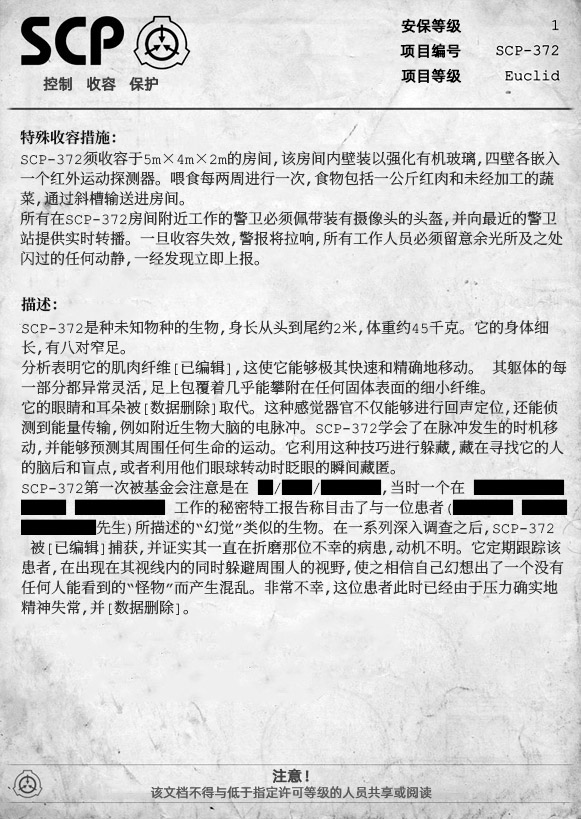 SCP
控制 收容 保护
安保等级 1
项目编号 SCP-372
项目等级 Euclid
特殊收容措施:
SCP-372须收容于5m×4m×2m的房间,该房间内壁装以强化有机玻璃,四壁各嵌入
一个红外运动探测器。喂食每两周进行一次,食物包括一公斤红肉和未经加工的蔬
菜,通过斜槽输送进房间。
所有在SCP-372房间附近工作的警卫必须佩带装有摄像头的头盔,并向最近的警卫
站提供实时转播。一旦收容失效,警报将拉响,所有工作人员必须留意余光所及之处
闪过的任何动静,一经发现立即上报。
描述:
SCP-372是种未知物种的生物,身长从头到尾约2米,体重约45千克。它的身体细
长,有八对窄足。
分析表明它的肌肉纤维[已编辑],这使它能够极其快速和精确地移动。 其躯体的每
一部分都异常灵活,足上包覆着几乎能攀附在任何固体表面的细小纤维。
它的眼睛和耳朵被[数据删除]取代。这种感觉器官不仅能够进行回声定位,还能侦
测到能量传输,例如附近生物大脑的电脉冲。SCP-372学会了在脉冲发生的时机移
动,并能够预测其周围任何生命的运动。它利用这种技巧进行躲藏,藏在寻找它的人
的脑后和盲点,或者利用他们眼球转动时眨眼的瞬间藏匿。
SCP-372第一次被基金会注意是在 / / ,当时一个在
工作的秘密特工报告称目击了与一位患者(
先生)所描述的“幻觉”类似的生物。在一系列深入调查之后,SCP-372
被[已编辑]捕获,并证实其一直在折磨那位不幸的病患,动机不明。它定期跟踪该
患者,在出现在其视线内的同时躲避周围人的视野,使之相信自己幻想出了一个没有
任何人能看到的“怪物”而产生混乱。非常不幸,这位患者此时已经由于压力确实地
精神失常,并[数据删除]。
注意!
该文档不得与低于指定许可等级的人员共享或阅读